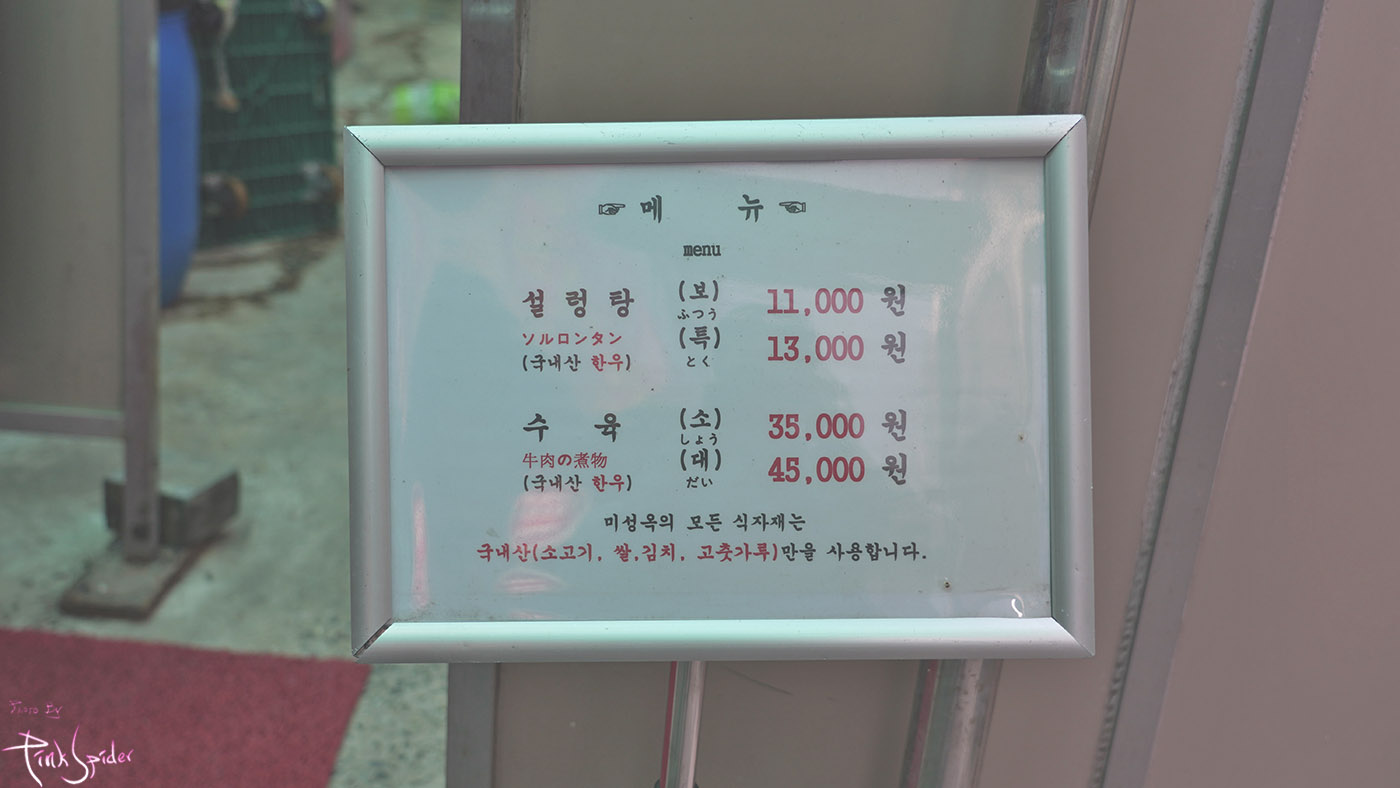 ☞메 뉴☜
menu
설 렁 탕 (보) 11,000 원
ふつう
ソルロンタン (특) 13,000 원
(국내산 한우) とく
수 육 (소) 35,000 원
しょう
牛肉の煮物 (대) 45,000 원
(국내산 한우) だい
미성옥의 모든 식자재는
국내산(소고기, 쌀,김치, 고춧가루)만을 사용합니다.
Photo By
Pink Spider